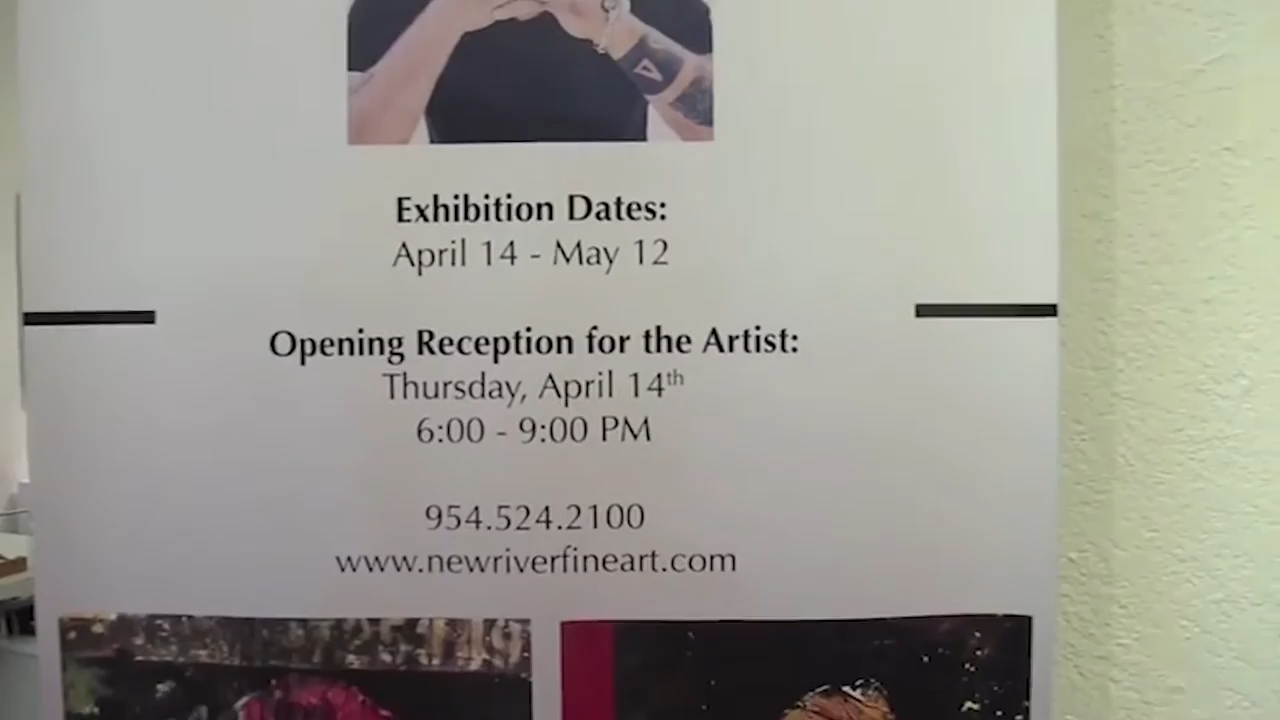 Exhibition Dates:
April 14 - May 12
Opening Reception for the Artist:
Thursday, April 14th
6:00 - 9:00 PM
954.524.2100
www.newriverfineart.com